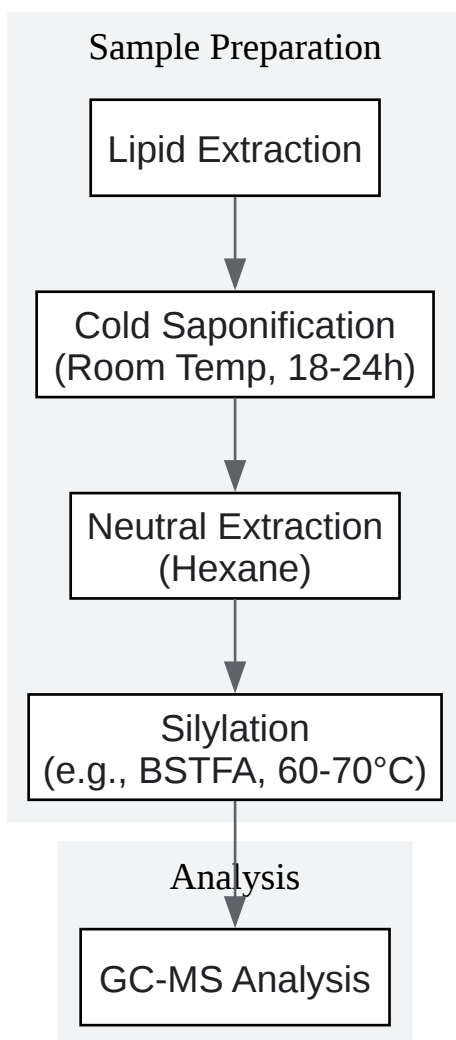 Sample Preparation
Lipid Extraction
Cold Saponification
(Room Temp, 18-24h)
Neutral Extraction
(Hexane)
Silylation
(e.g., BSTFA, 60-70°C)
Analysis
GC-MS Analysis